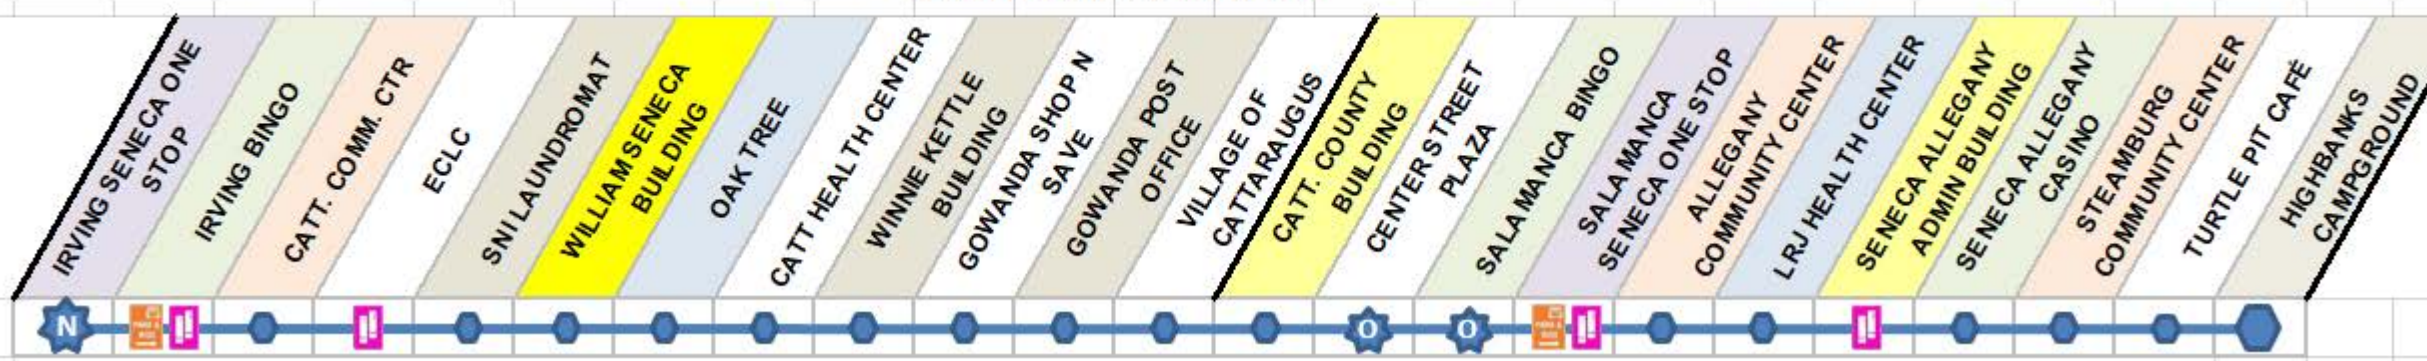 IRVING SENECA ONE
STOP
IRVING BINGO
CATT. COMM. CTR
ECLC
SNI LAUNDROMAT
WILLIAM SENECA
BUILDING
OAK TREE
CATT HEALTH CENTER
WINNIE KETTLE
BUILDING
GOWANDA SHOP N
SAVE
GOWANDA POST
OFFICE
VILLAGE OF
CATTARAUGUS
CATT. COUNTY
BUILDING
CENTER STREET
PLAZA
SALAMANCA BINGO
SALAMANCA
SENECA ONE STOP
ALLEGANY
COMMUNITY CENTER
LRJ HEALTH CENTER
SENECA ALLEGANY
ADMIN BUILDING
SENECA ALLEGANY
CASINO
STEAMBURG
COMMUNITY CENTER
TURTLE PIT CAFÉ
HIGHBANKS
CAMPGROUND
N
O
O